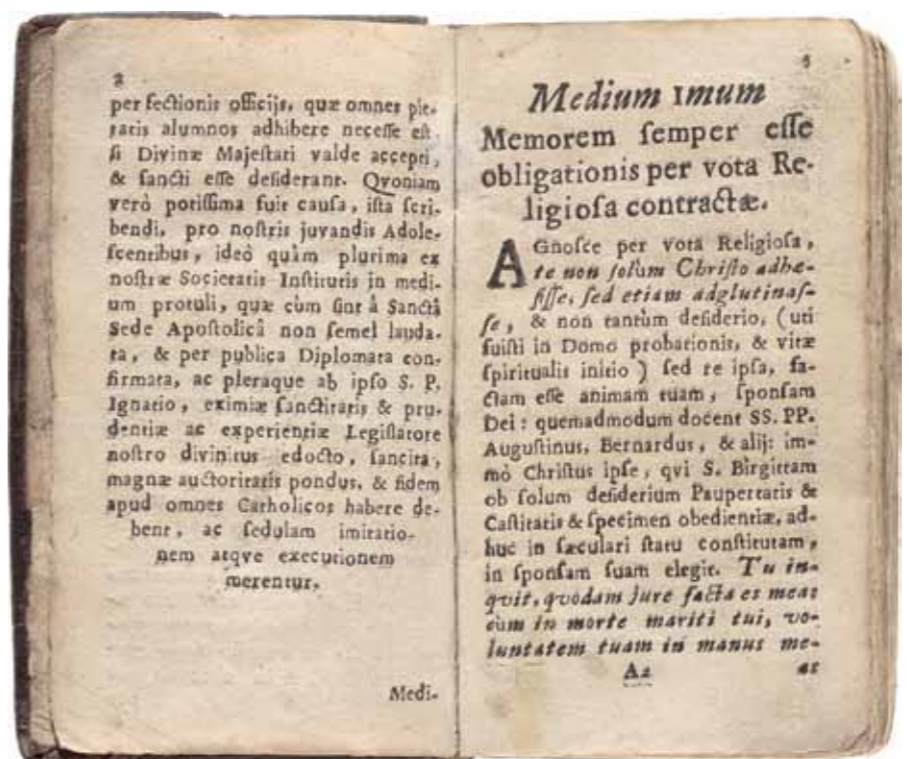 2
perfectionis officijs, quæ omnes pie-
tatis alumnos adhibere necesse est,
si Divinæ Majestati valde accepti,
& sancti esse desiderant. Qvoniam
verò potissima fuit causa, ista scri-
bendi, pro nostris juvandis Adole-
scentibus, ideò quàm plurima ex
nostræ Societatis Institutis in medi-
um protuli, quæ cùm sint à Sanctâ
Sede Apostolicâ non semel lauda-
ta, & per publica Diplomata con-
firmata, ac pleraque ab ipso S. P.
Ignatio, eximiæ sanctitatis & pru-
dentiæ ac experientiæ Legislatore
nostro divinitus edocto, sancita,
magnæ auctoritatis pondus, & fidem
apud omnes Catholicos habere de-
bent, ac sedulam imitatio-
nem atqve executionem
merentur.
Medi-
Medium 1mum
Memorem semper esse
obligationis per vota Re-
ligiosa contractæ.
AGnosce per vota Religiosa,
te non solùm Christo adhæ-
sisse, sed etiam adglutinas-
se, & non tantùm desiderio, (uti
fuisti in Domo probationis, & vitæ
spiritualis initio) sed re ipsa, fa-
ctam esse animam tuam, sponsam
Dei: quemadmodum docent SS. PP.
Augustinus, Bernardus, & alij: im-
mò Christus ipse, qvi S. Birgittam
ob solum desiderium Paupertatis &
Castitatis & specimen obedientiæ, ad-
huc in sæculari statu constitutam,
in sponsam suam elegit. Tu in-
qvit, qvodam jure facta es mea:
cùm in morte mariti tui, vo-
luntatem tuam in manus me-
A2 as